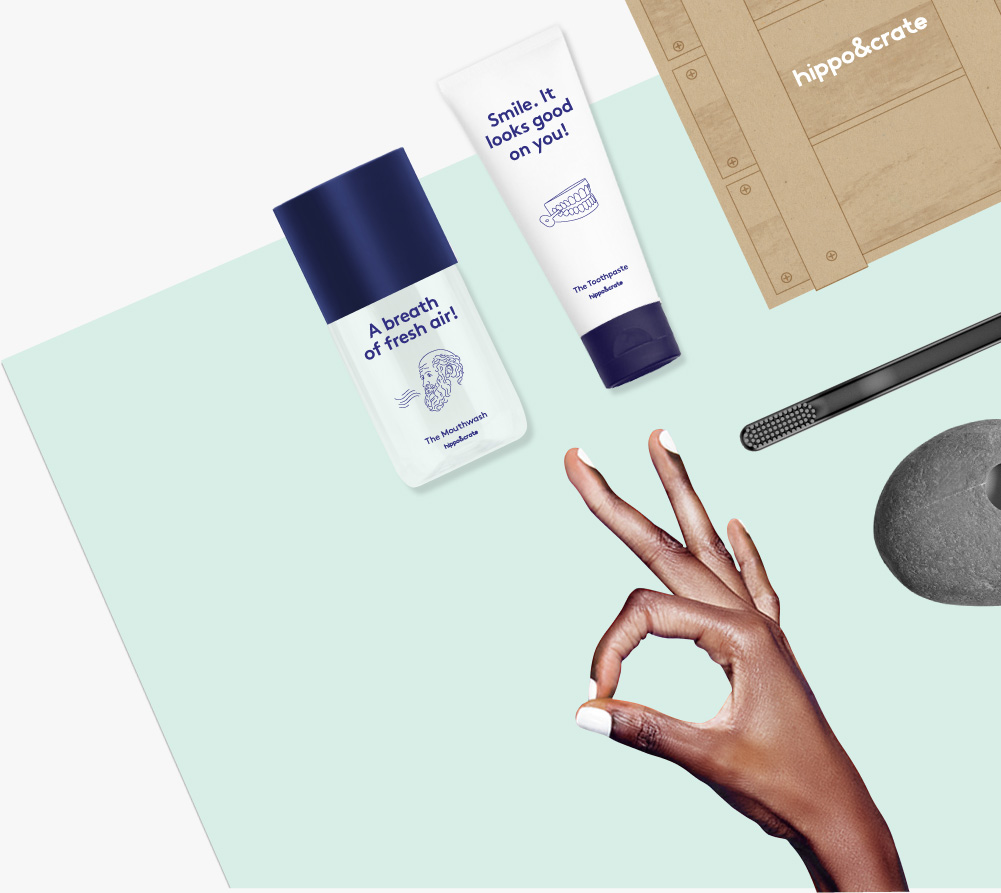 hippo&crate
Smile. It
looks good
on you!
The Toothpaste
hippo&crate
A breath
of fresh air!
The Mouthwash
hippo&crate